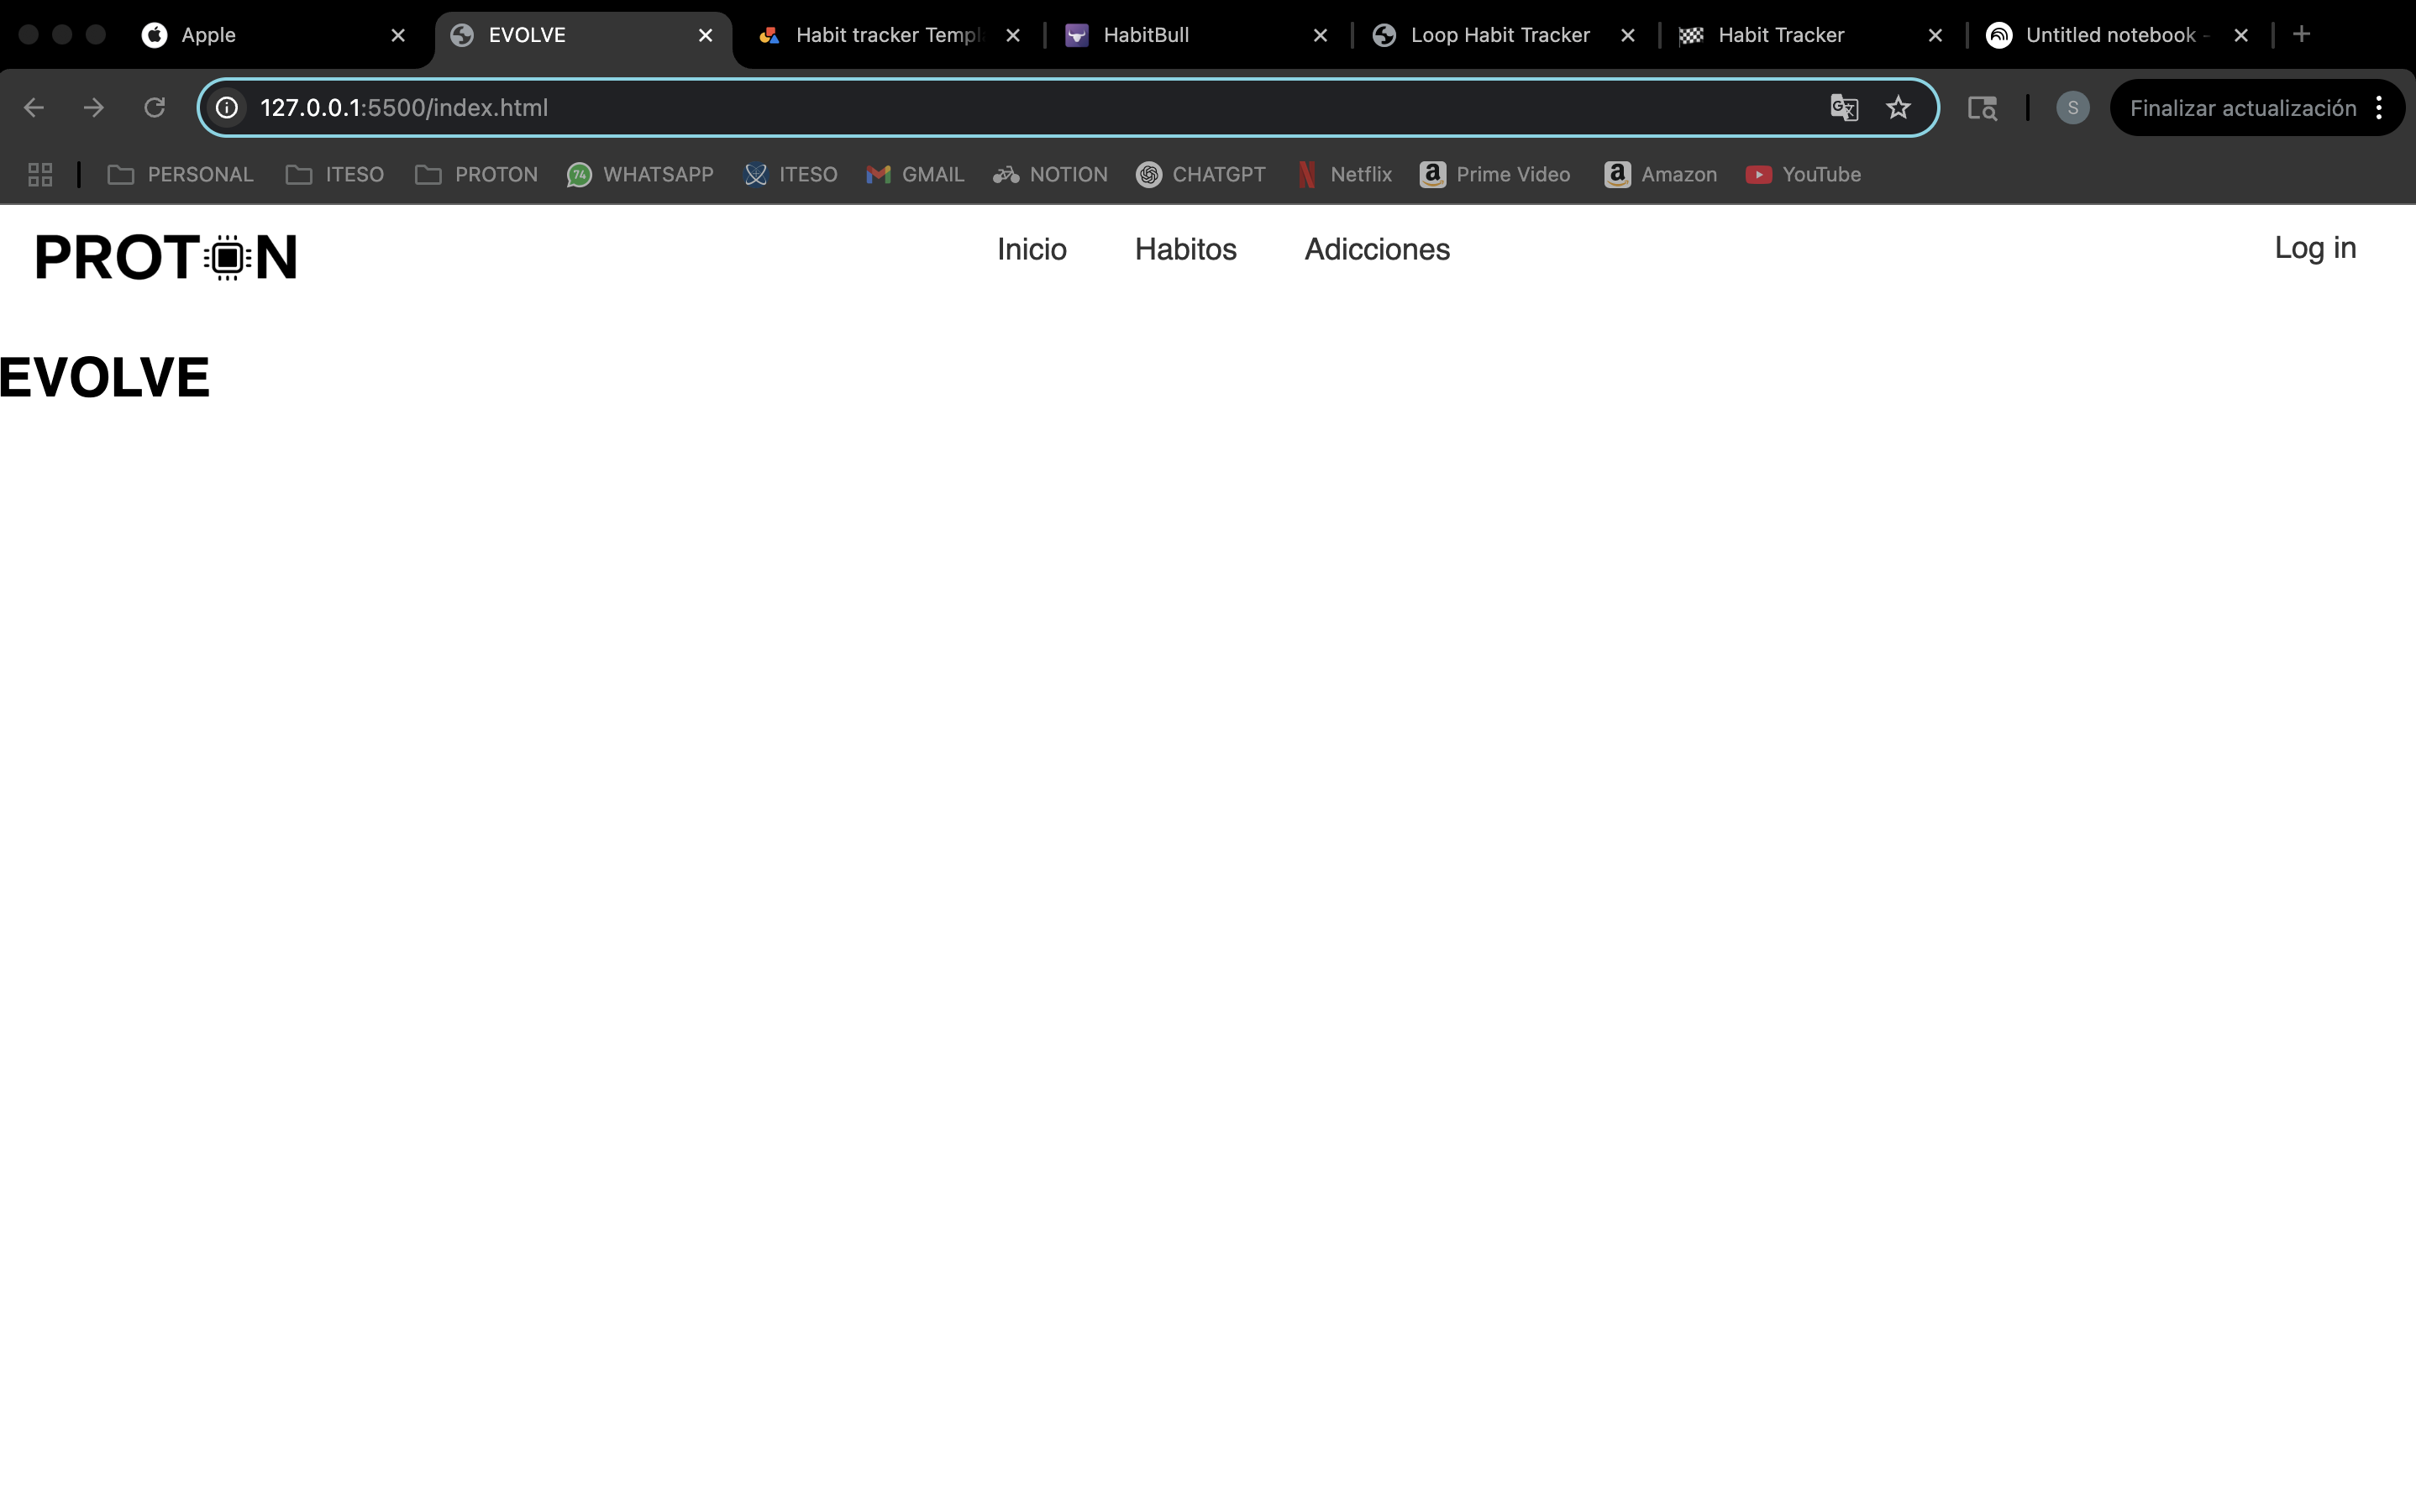 Apple EVOLVE Habit tracker Templ HabitBull Loop Habit Tracker Habit Tracker Untitled notebook -
127.0.0.1:5500/index.html S Finalizar actualización
PERSONAL ITESO PROTON 74 WHATSAPP ITESO GMAIL NOTION CHATGPT Netflix Prime Video Amazon YouTube
PROTON Inicio Habitos Adicciones Log in
EVOLVE